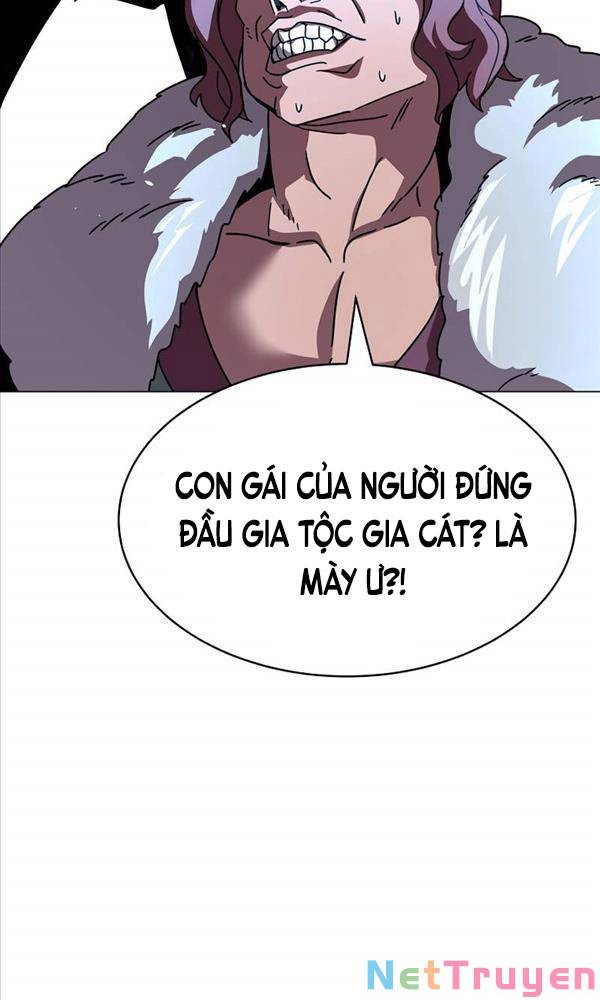 CON GÁI CỦA NGƯỜI ĐỨNG
ĐẦU GIA TỘC GIA CÁT? LÀ
MÀY Ư?!
NetTruyen